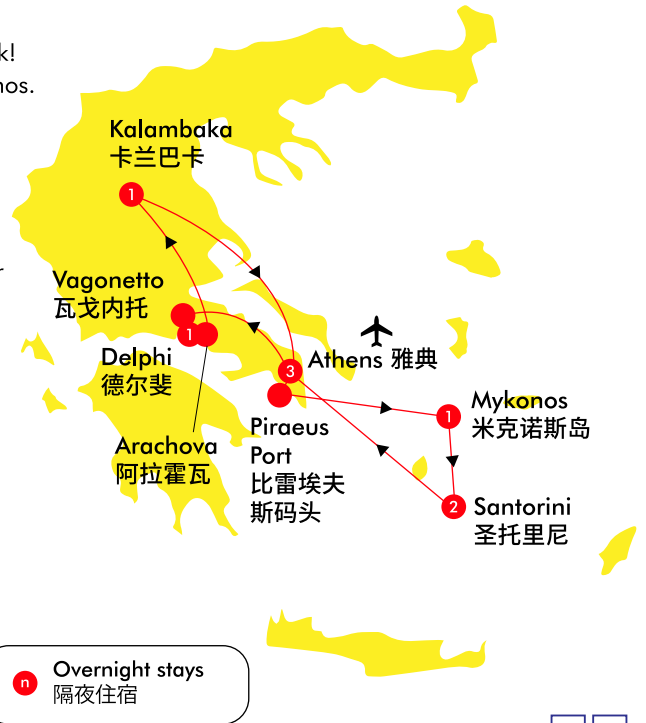 k!
nos.
Kalambaka
卡兰巴卡
1
r
Vagonetto
瓦戈内托
1
Delphi
德尔斐
3
Athens 雅典
Arachova
阿拉霍瓦
Piraeus
Port
比雷埃夫
斯码头
1
Mykonos
米克诺斯岛
2
Santorini
圣托里尼
n
Overnight stays
隔夜住宿